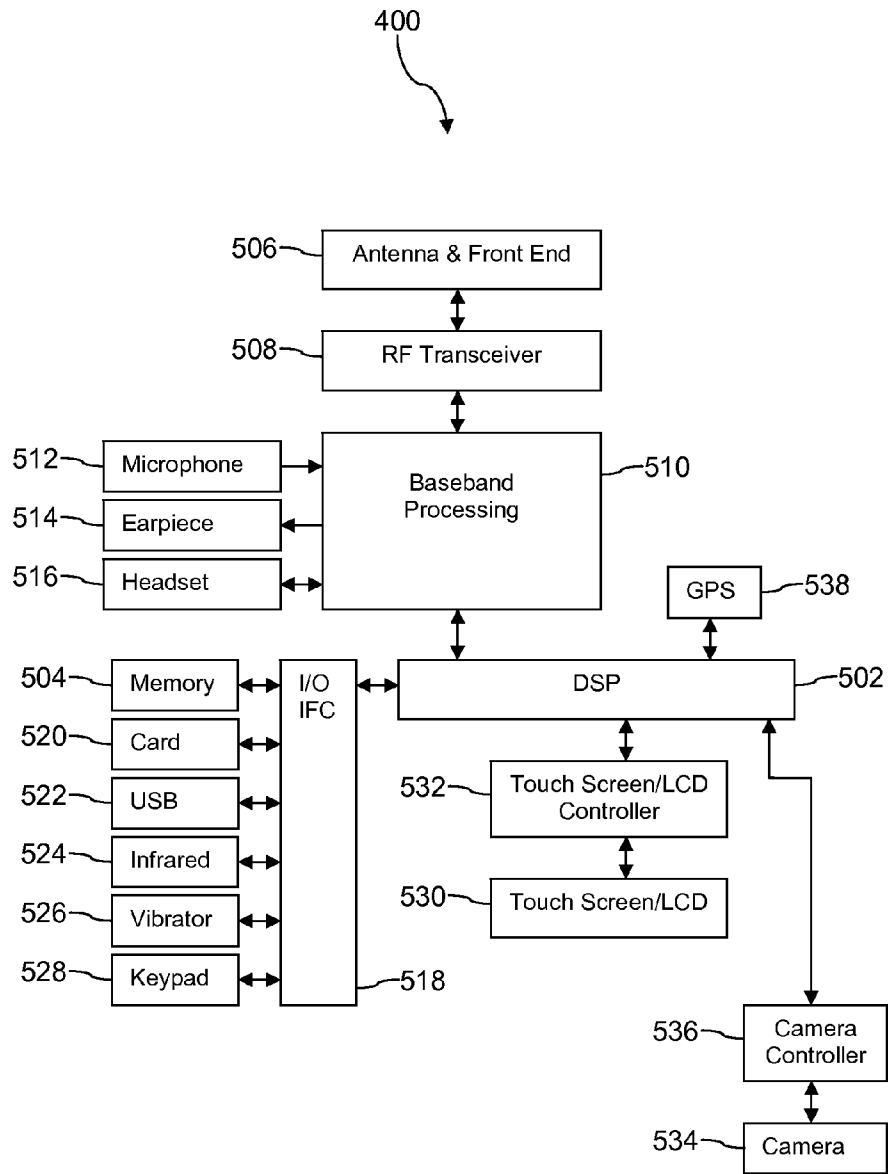 400
506
Antenna & Front End
508
RF Transceiver
512
Microphone
Baseband
Processing
510
514
Earpiece
516
Headset
GPS
538
504
Memory
I/O
IFC
DSP
502
520
Card
522
USB
532
Touch Screen/LCD
Controller
524
Infrared
530
Touch Screen/LCD
526
Vibrator
528
Keypad
518
536
Camera
Controller
534
Camera